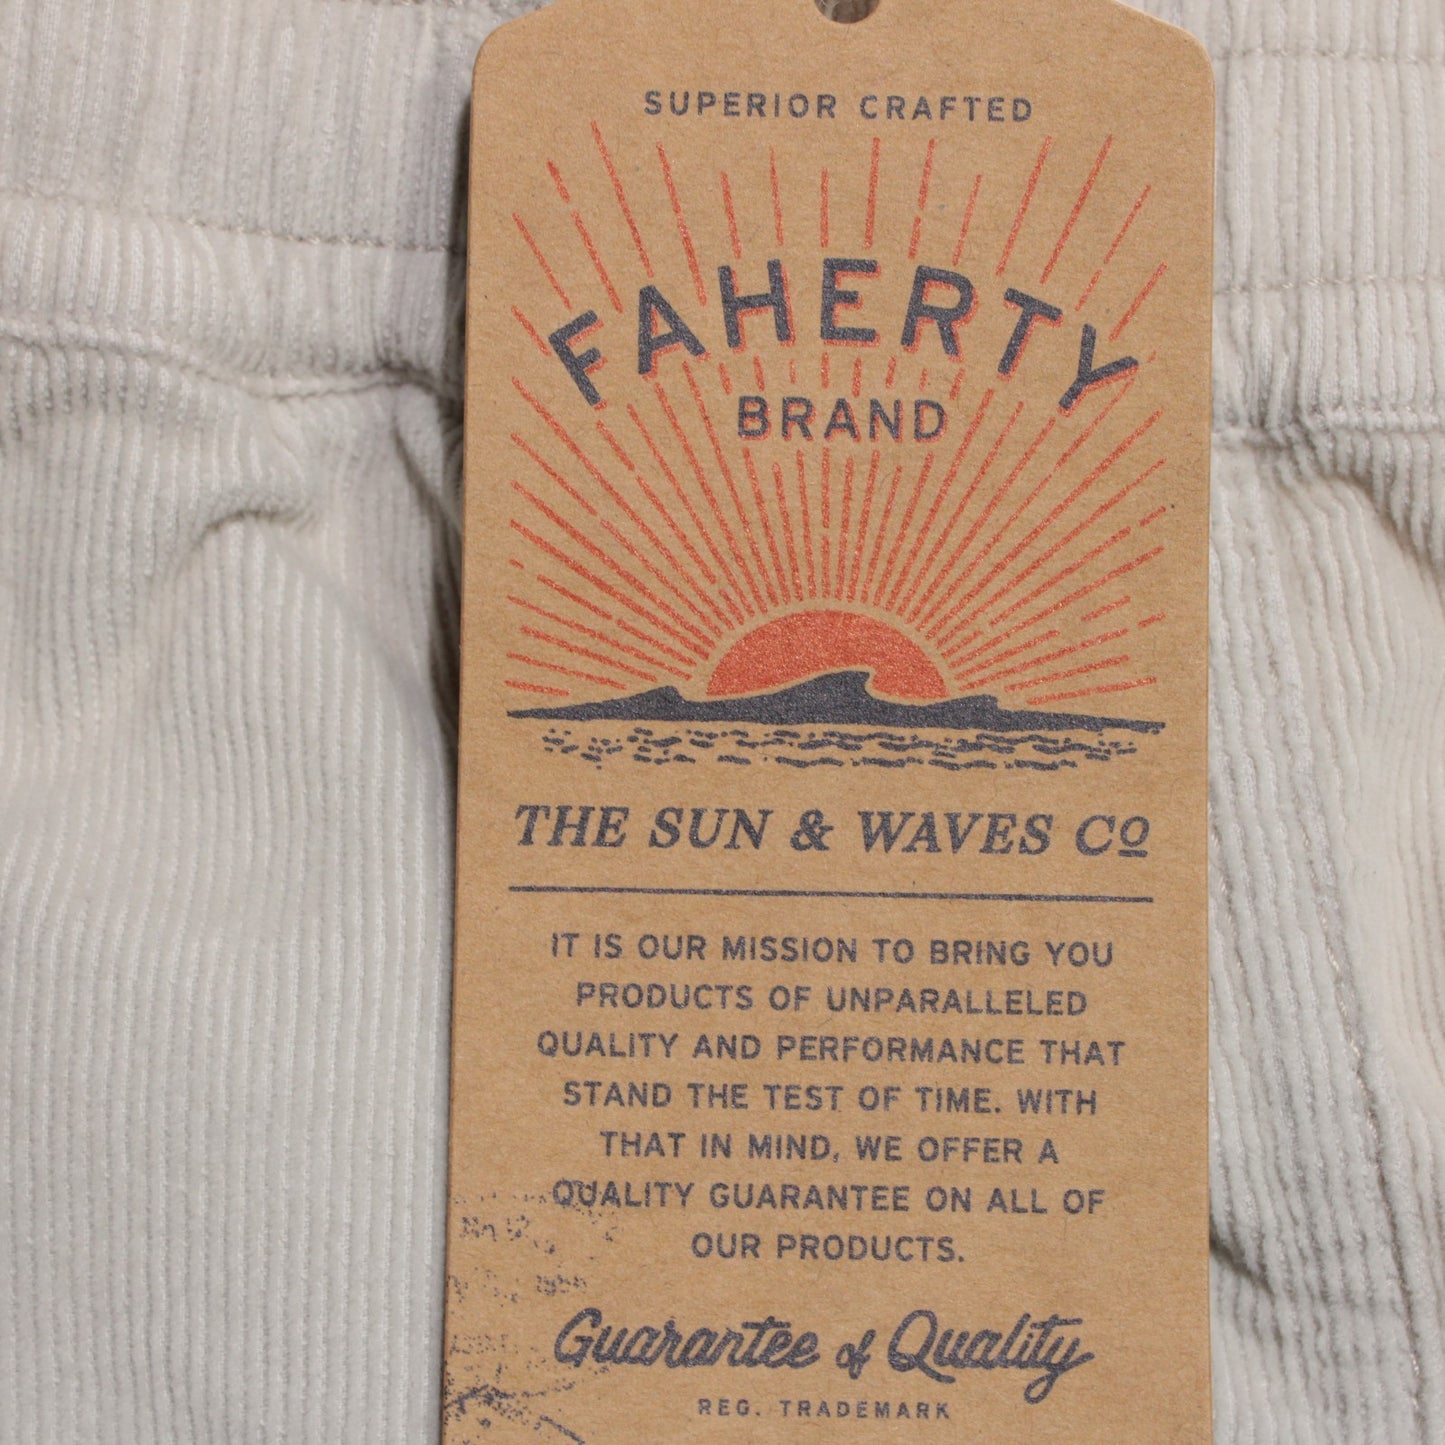 SUPERIOR CRAFTED
FAHERTY
BRAND
THE SUN & WAVES Co
IT IS OUR MISSION TO BRING YOU
PRODUCTS OF UNPARALLELED
QUALITY AND PERFORMANCE THAT
STAND THE TEST OF TIME. WITH
THAT IN MIND, WE OFFER A
QUALITY GUARANTEE ON ALL OF
OUR PRODUCTS.
Guarantee of Quality
REG. TRADEMARK